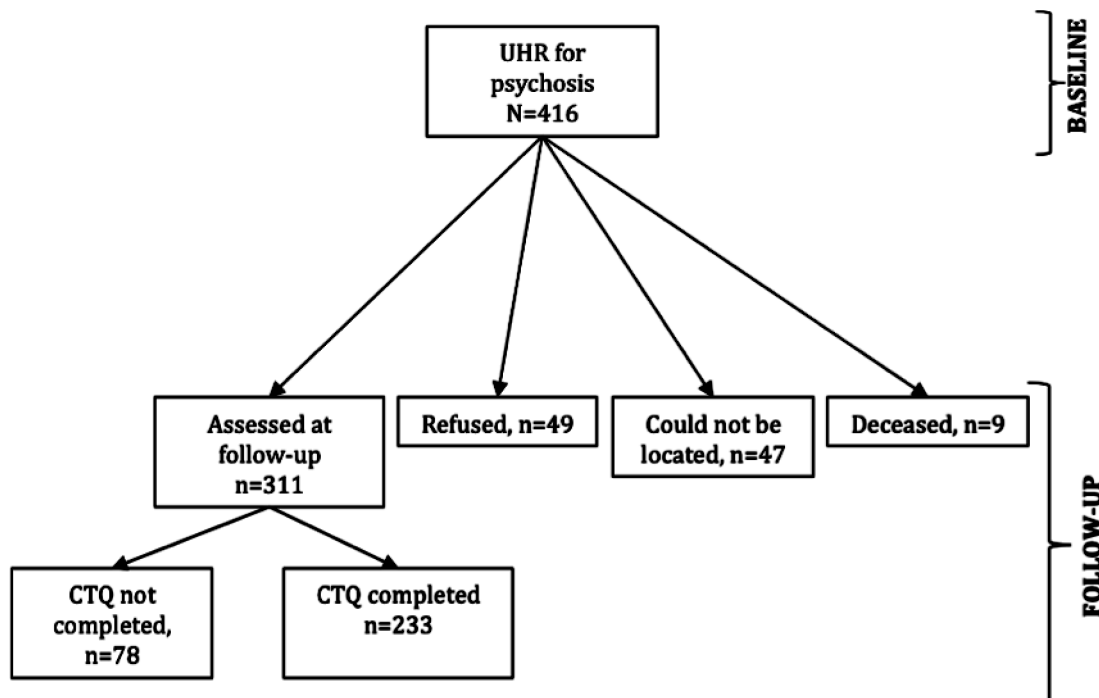 UHR for
psychosis
N=416
BASELINE
Assessed at
follow-up
n=311
Refused, n=49
Could not be
located, n=47
Deceased, n=9
CTQ not
completed,
n=78
CTQ completed
n=233
FOLLOW-UP